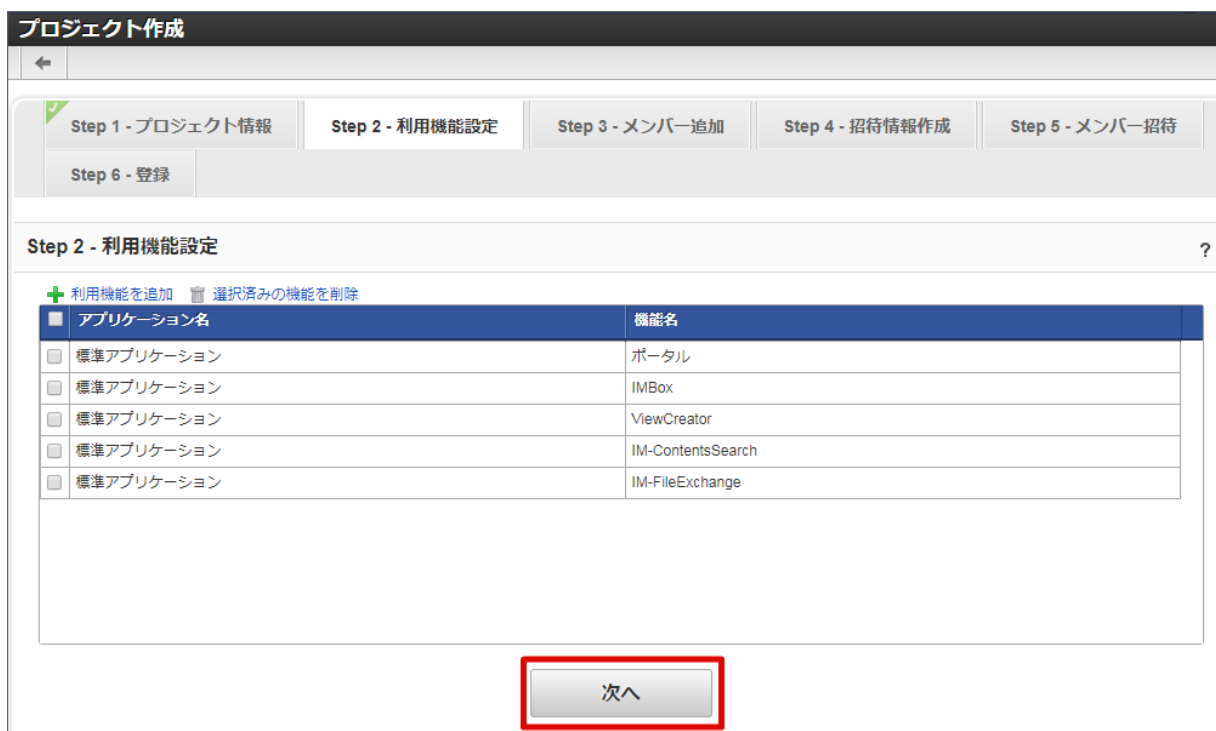 プロジェクト作成
Step 1 - プロジェクト情報
Step 2 - 利用機能設定
Step 3 - メンバー追加
Step 4 - 招待情報作成
Step 5 - メンバー招待
Step 6 - 登録
Step 2 - 利用機能設定
?
利用機能を追加 選択済みの機能を削除
アプリケーション名 機能名
標準アプリケーション ポータル
標準アプリケーション IMBox
標準アプリケーション ViewCreator
標準アプリケーション IM-ContentsSearch
標準アプリケーション IM-FileExchange
次へ